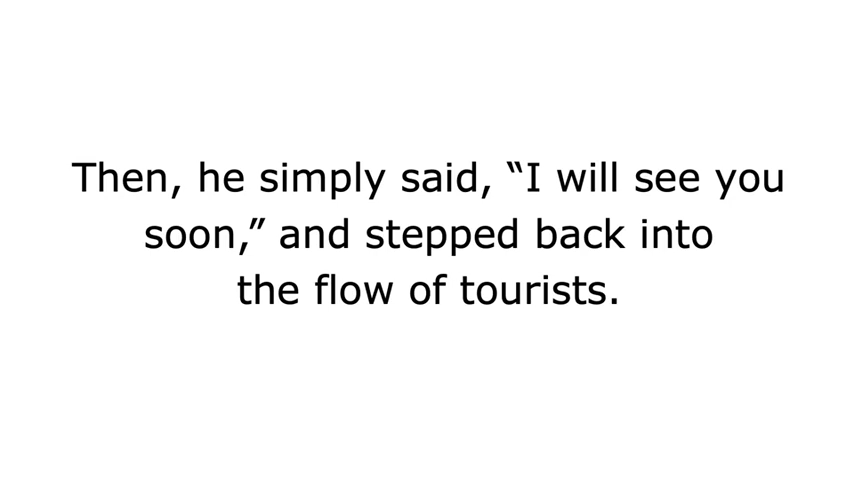 Then, he simply said, “I will see you
soon,” and stepped back into
the flow of tourists.